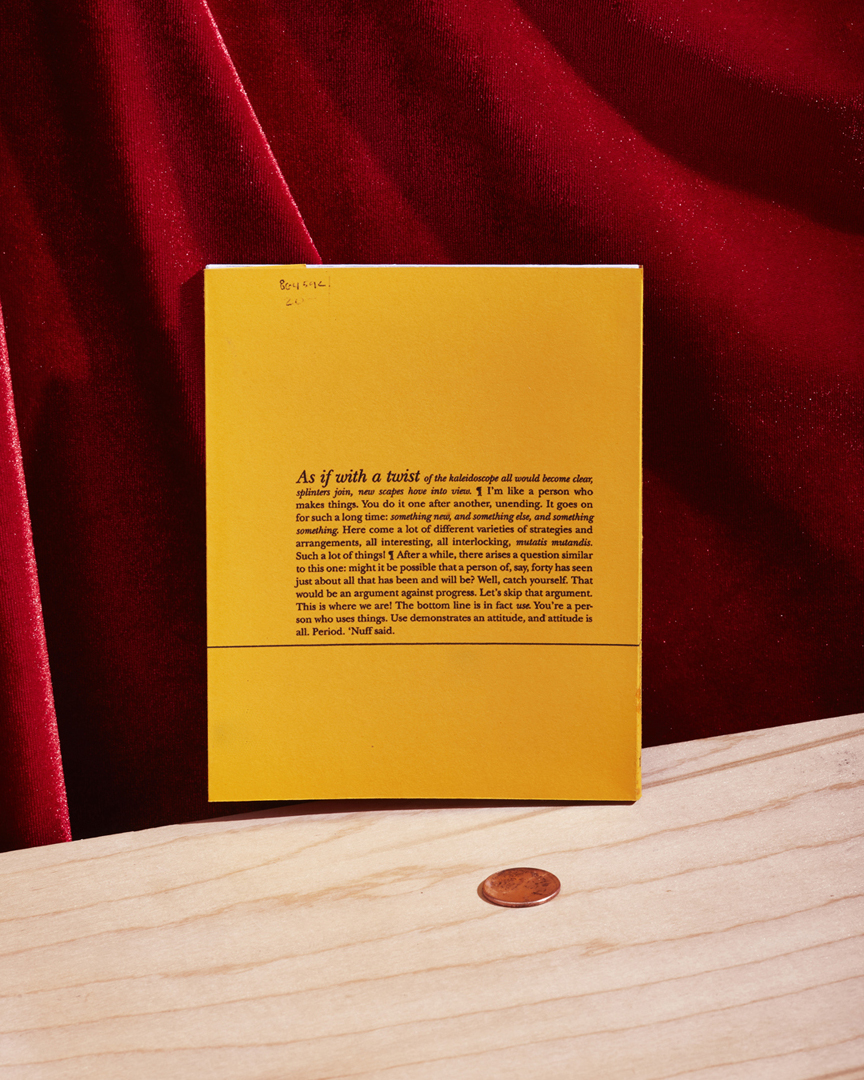 As if with a twist of the kaleidoscope all would become clear,
splinters join, new scapes hove into view. ¶ I'm like a person who
makes things. You do it one after another, unending. It goes on
for such a long time: something new, and something else, and something
something. Here come a lot of different varieties of strategies and
arrangements, all interesting, all interlocking, mutatis mutandis.
Such a lot of things! ¶ After a while, there arises a question similar
to this one: might it be possible that a person of, say, forty has seen
just about all that has been and will be? Well, catch yourself. That
would be an argument against progress. Let's skip that argument.
This is where we are! The bottom line is in fact use. You're a per-
son who uses things. Use demonstrates an attitude, and attitude is
all. Period. 'Nuff said.